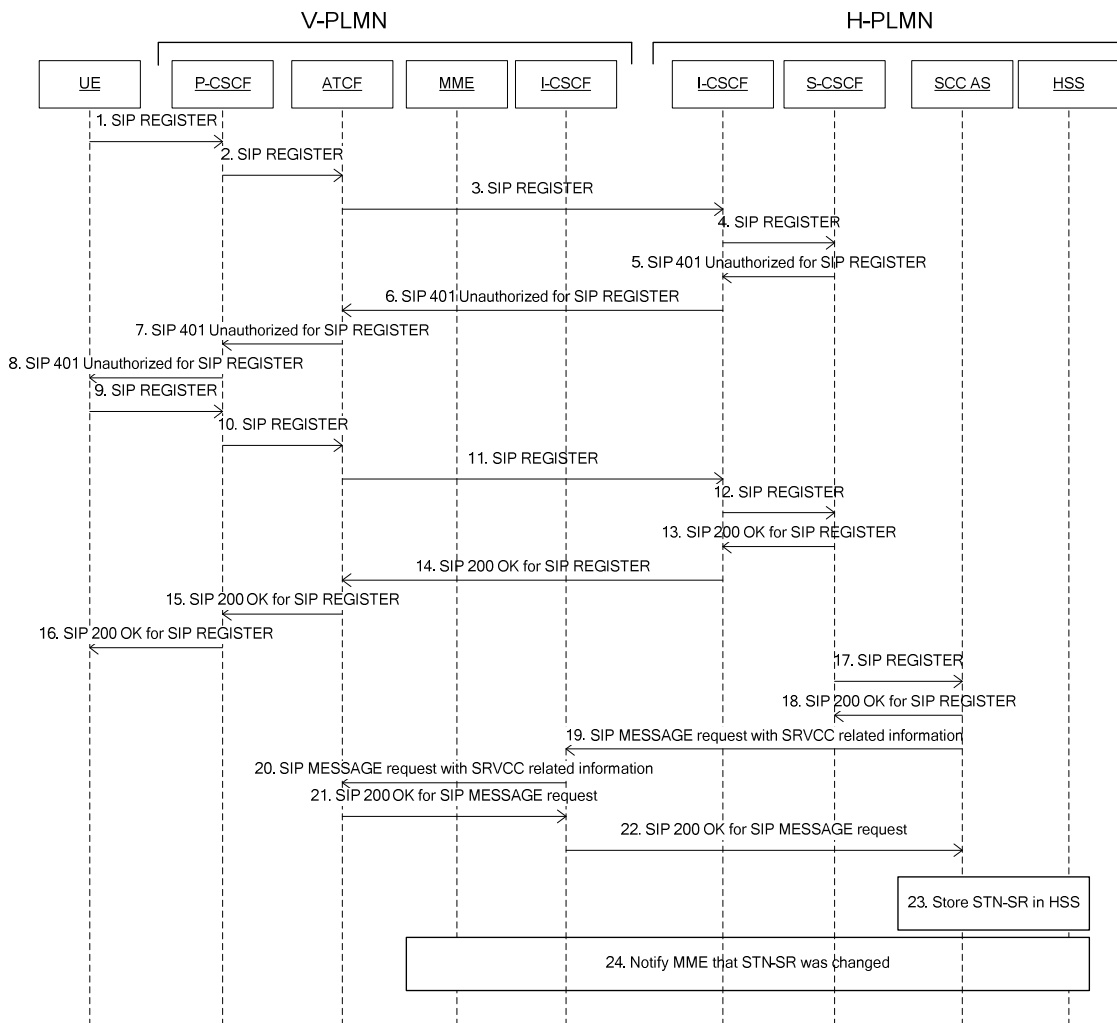 V-PLMN
H-PLMN
UE
P-CSCF
ATCF
MME
I-CSCF
I-CSCF
S-CSCF
SCC AS
HSS
1. SIP REGISTER
2. SIP REGISTER
3. SIP REGISTER
4. SIP REGISTER
5. SIP 401 Unauthorized for SIP REGISTER
6. SIP 401 Unauthorized for SIP REGISTER
7. SIP 401 Unauthorized for SIP REGISTER
8. SIP 401 Unauthorized for SIP REGISTER
9. SIP REGISTER
10. SIP REGISTER
11. SIP REGISTER
12. SIP REGISTER
13. SIP 200 OK for SIP REGISTER
14. SIP 200 OK for SIP REGISTER
15. SIP 200 OK for SIP REGISTER
16. SIP 200 OK for SIP REGISTER
17. SIP REGISTER
18. SIP 200 OK for SIP REGISTER
19. SIP MESSAGE request with SRVCC related information
20. SIP MESSAGE request with SRVCC related information
21. SIP 200 OK for SIP MESSAGE request
22. SIP 200 OK for SIP MESSAGE request
23. Store STN-SR in HSS
24. Notify MME that STN-SR was changed